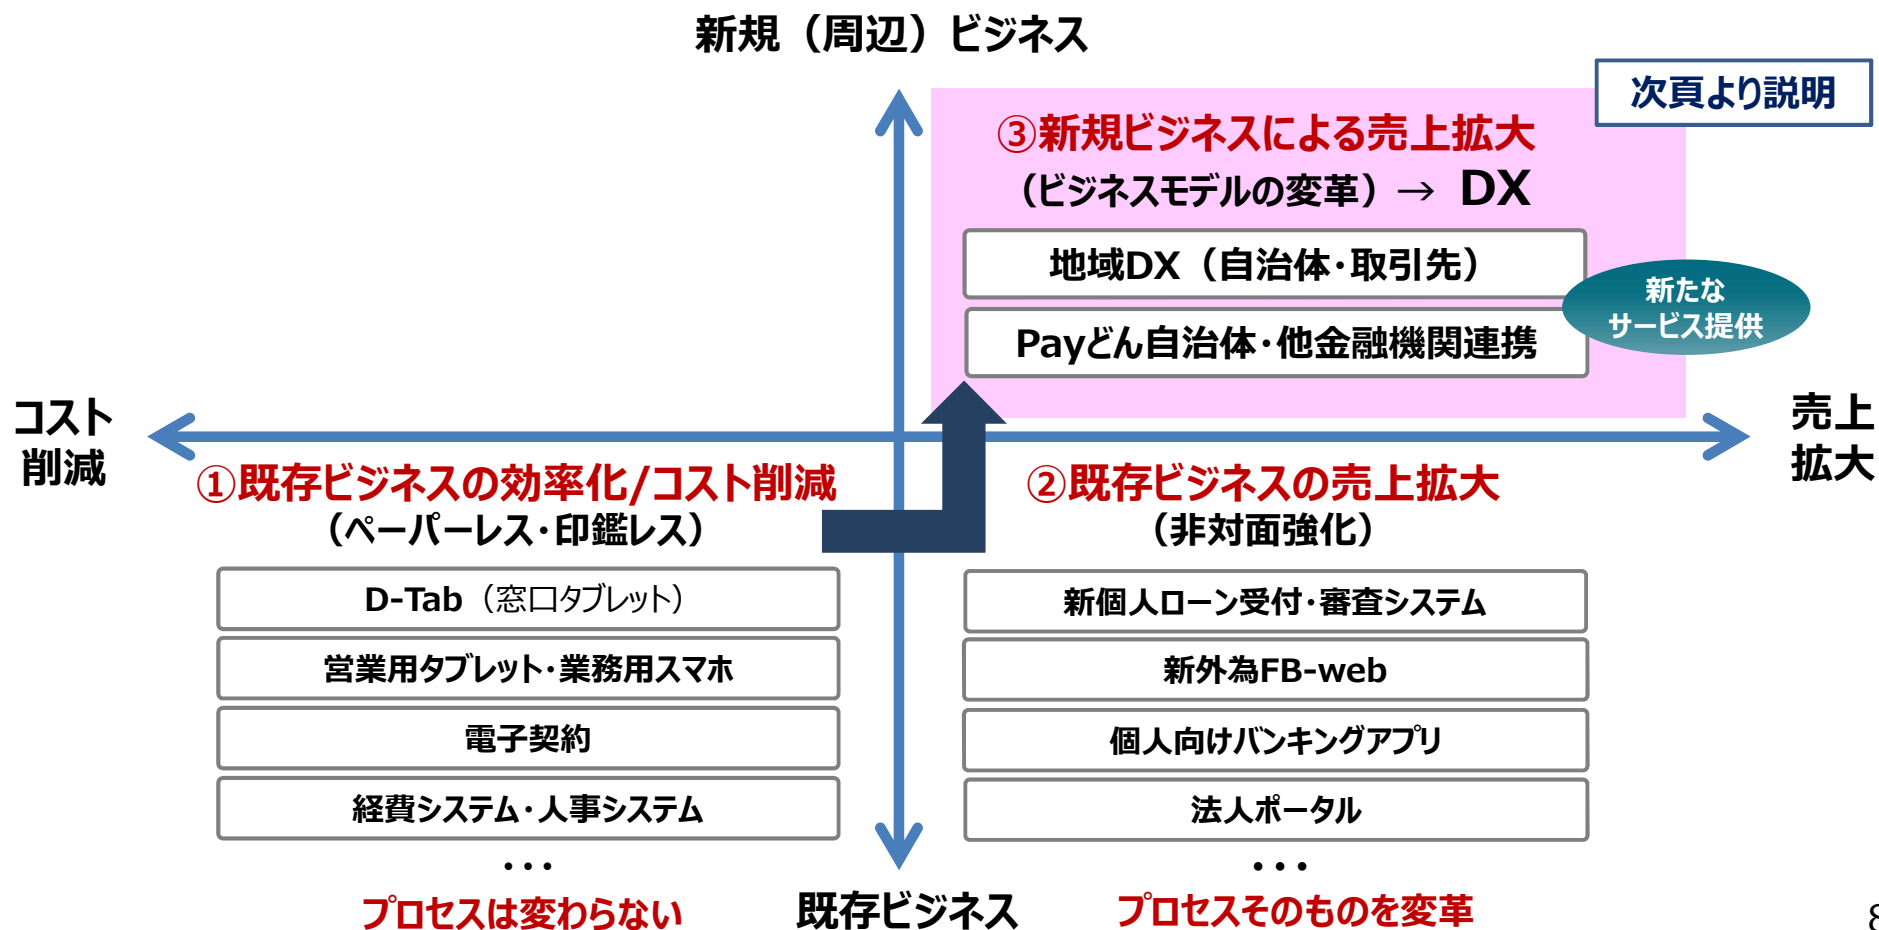 新規（周辺）ビジネス
次頁より説明
③新規ビジネスによる売上拡大
（ビジネスモデルの変革）→ DX
地域DX（自治体・取引先）
新たな
サービス提供
Payどん自治体・他金融機関連携
コスト
削減
売上
拡大
①既存ビジネスの効率化/コスト削減
（ペーパーレス・印鑑レス）
D-Tab（窓口タブレット）
営業用タブレット・業務用スマホ
電子契約
経費システム・人事システム
・・・
プロセスは変わらない
②既存ビジネスの売上拡大
（非対面強化）
新個人ローン受付・審査システム
新外為FB-web
個人向けバンキングアプリ
法人ポータル
・・・
プロセスそのものを変革
既存ビジネス
8